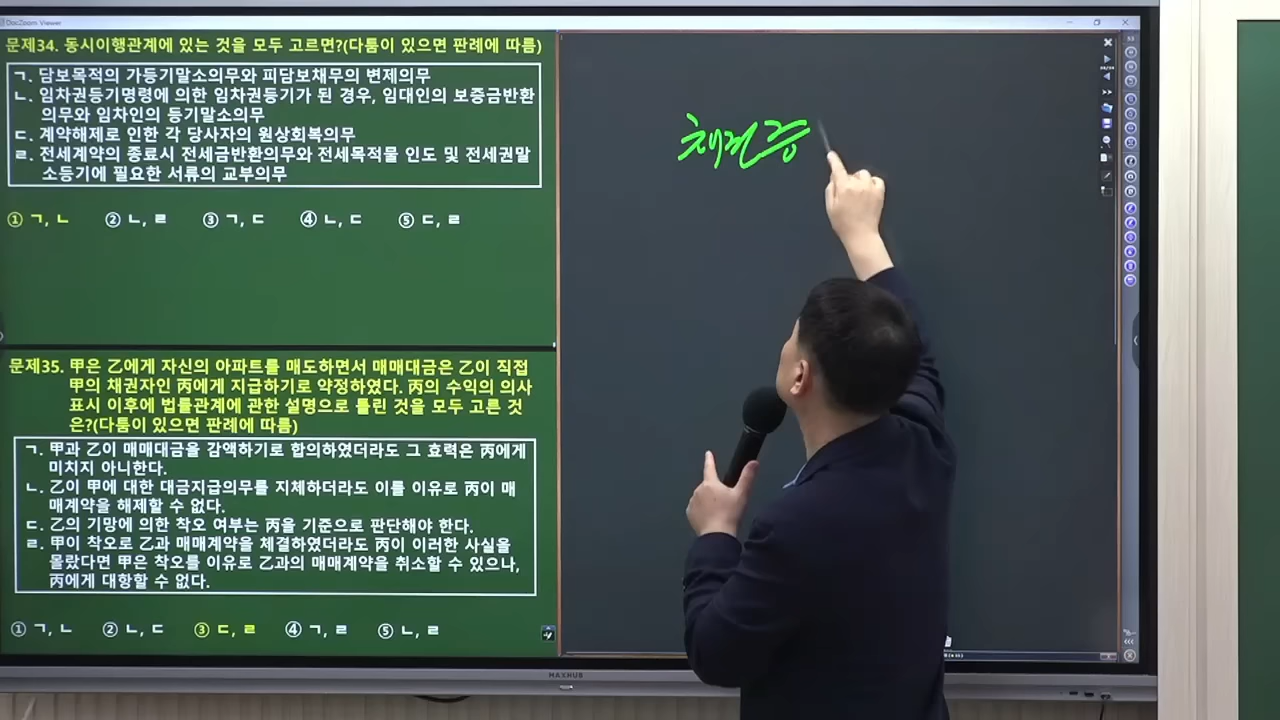 DocZoom Viewer
문제34. 동시이행관계에 있는 것을 모두 고르면?(다툼이 있으면 판례에 따름)
ㄱ. 담보목적의 가등기말소의무와 피담보채무의 변제의무
ㄴ. 임차권등기명령에 의한 임차권등기가 된 경우, 임대인의 보증금반환
의무와 임차인의 등기말소의무
ㄷ. 계약해제로 인한 각 당사자의 원상회복의무
ㄹ. 전세계약의 종료시 전세금반환의무와 전세목적물 인도 및 전세권말
소등기에 필요한 서류의 교부의무
① ㄱ, ㄴ ② ㄴ, ㄹ ③ ㄱ, ㄷ ④ ㄴ, ㄷ ⑤ ㄷ, ㄹ
문제35. 甲은 乙에게 자신의 아파트를 매도하면서 매매대금은 乙이 직접
甲의 채권자인 丙에게 지급하기로 약정하였다. 丙의 수익의 의사
표시 이후에 법률관계에 관한 설명으로 틀린 것을 모두 고른 것
은?(다툼이 있으면 판례에 따름)
ㄱ. 甲과 乙이 매매대금을 감액하기로 합의하였더라도 그 효력은 丙에게
미치지 아니한다.
ㄴ. 乙이 甲에 대한 대금지급의무를 지체하더라도 이를 이유로 丙이 매
매계약을 해제할 수 없다.
ㄷ. 乙의 기망에 의한 착오 여부는 丙을 기준으로 판단해야 한다.
ㄹ. 甲이 착오로 乙과 매매계약을 체결하였더라도 丙이 이러한 사실을
몰랐다면 甲은 착오를 이유로 乙과의 매매계약을 취소할 수 있으나,
丙에게 대항할 수 없다.
① ㄱ, ㄴ ② ㄴ, ㄷ ③ ㄷ, ㄹ ④ ㄱ, ㄹ ⑤ ㄴ, ㄹ
채권증
MAXHUB